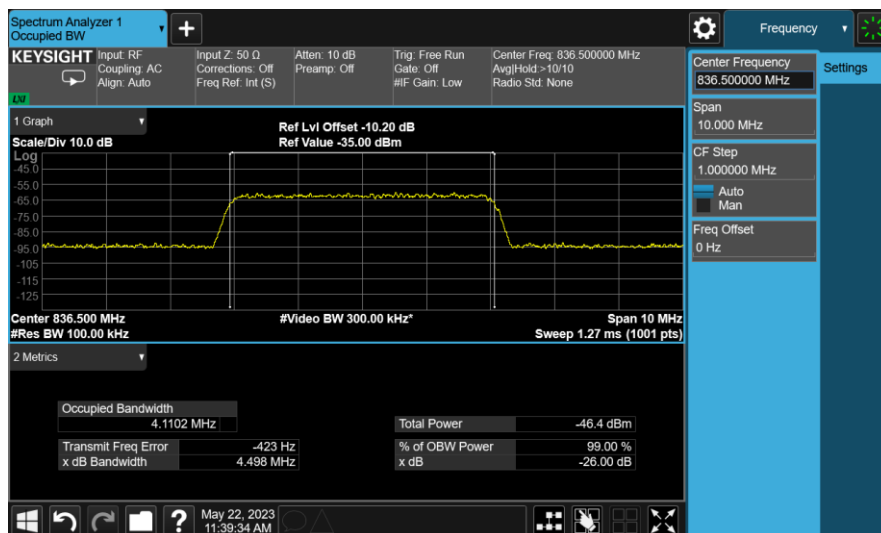 Spectrum Analyzer 1
Occupied BW
Frequency
KEYSIGHT
Input: RF
Coupling: AC
Align: Auto
Input Z: 50 Ω
Corrections: Off
Freq Ref: Int (S)
Atten: 10 dB
Preamp: Off
Trig: Free Run
Gate: Off
#IF Gain: Low
Center Freq: 836.500000 MHz
Avg|Hold:>10/10
Radio Std: None
LXI
Center Frequency
836.500000 MHz
Settings
Span
10.000 MHz
CF Step
1.000000 MHz
Auto
Man
Freq Offset
0 Hz
1 Graph
Scale/Div 10.0 dB
Ref Lvl Offset -10.20 dB
Ref Value -35.00 dBm
Log
-45.0
-55.0
-65.0
-75.0
-85.0
-95.0
-105
-115
-125
Center 836.500 MHz
#Video BW 300.00 kHz*
Span 10 MHz
#Res BW 100.00 kHz
Sweep 1.27 ms (1001 pts)
2 Metrics
Occupied Bandwidth
4.1102 MHz
Total Power -46.4 dBm
Transmit Freq Error -423 Hz
% of OBW Power 99.00 %
x dB Bandwidth 4.498 MHz
x dB -26.00 dB
?
May 22, 2023
11:39:34 AM